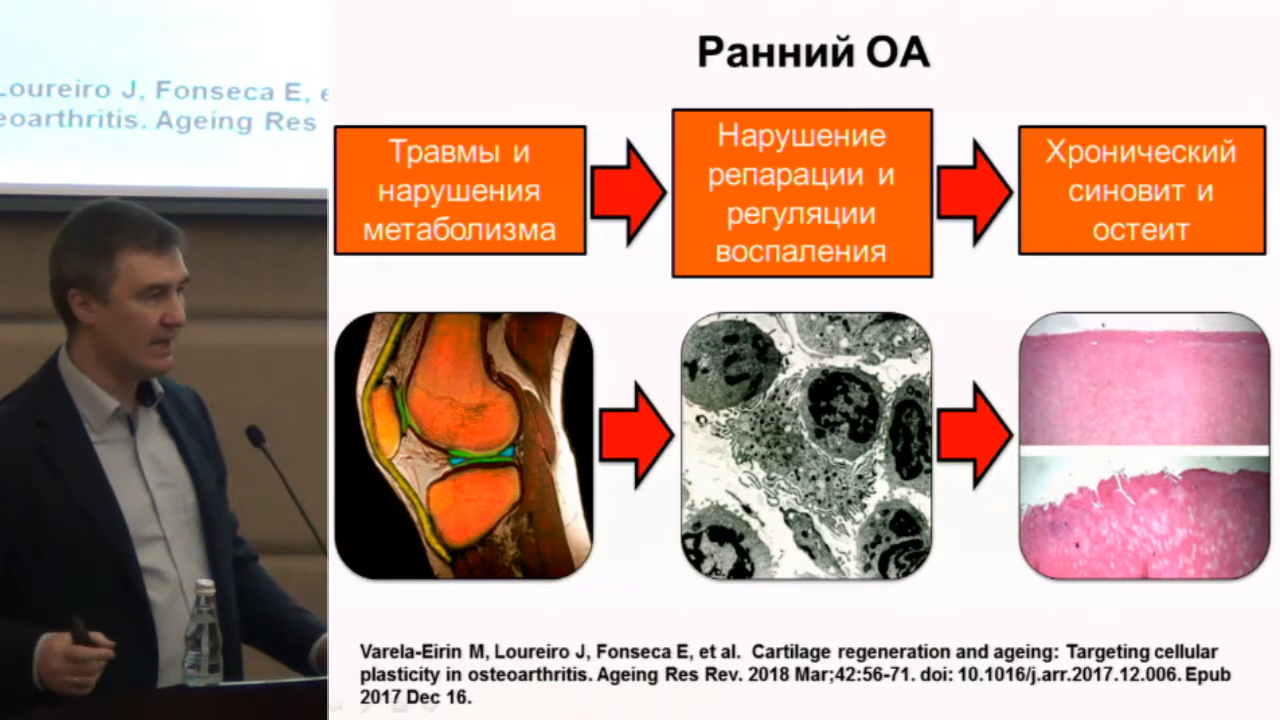 Loureiro J, Fonseca E, e
eoarthritis. Ageing Res
Ранний ОА
Травмы и
нарушения
метаболизма
Нарушение
репарации и
регуляции
воспаления
Хронический
синовит и
остеит
Varela-Eirin M, Loureiro J, Fonseca E, et al. Cartilage regeneration and ageing: Targeting cellular
plasticity in osteoarthritis. Ageing Res Rev. 2018 Mar;42:56-71. doi: 10.1016/j.arr.2017.12.006. Epub
2017 Dec 16.